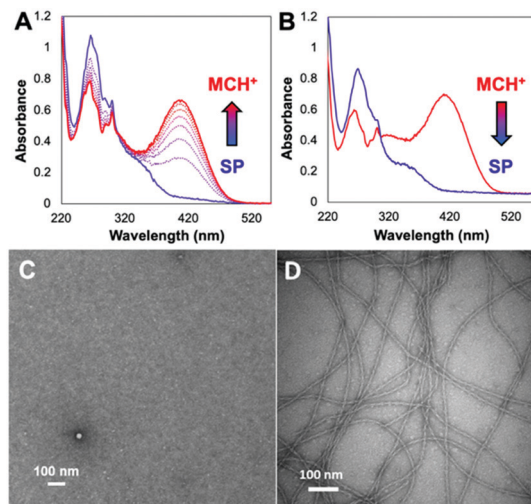 A
B
1.2
1
0.8
0.6
0.4
0.2
0
Absorbance
MCH⁺
SP
220 320 420 520
Wavelength (nm)
1.2
1
0.8
0.6
0.4
0.2
0
Absorbance
MCH⁺
SP
220 320 420 520
Wavelength (nm)
C
100 nm
D
100 nm